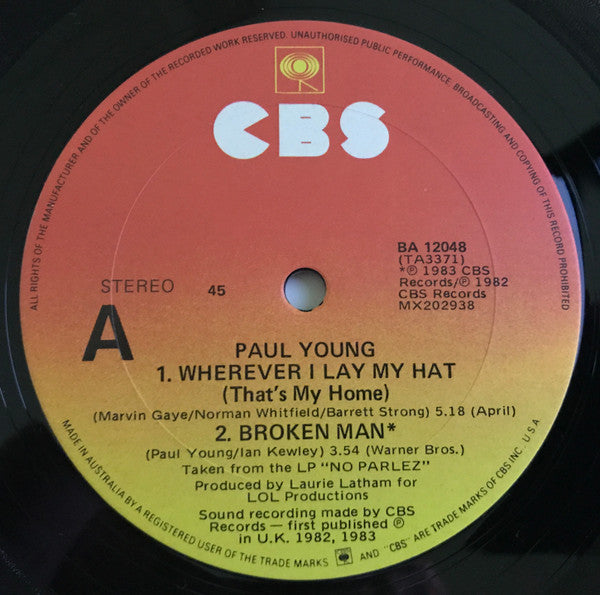 ALL RIGHTS OF THE MANUFACTURER AND OF THE OWNER OF THE RECORDED WORK RESERVED. UNAUTHORISED PUBLIC PERFORMANCE, BROADCASTING AND COPYING OF THIS RECORD PROHIBITED
CBS
BA 12048
(TA3371)
*℗ 1983 CBS
Records/℗ 1982
CBS Records
MX202938
STEREO 45
A
PAUL YOUNG
1. WHEREVER I LAY MY HAT
(That's My Home)
(Marvin Gaye/Norman Whitfield/Barrett Strong) 5.18 (April)
2. BROKEN MAN*
(Paul Young/Ian Kewley) 3.54 (Warner Bros.)
Taken from the LP "NO PARLEZ"
Produced by Laurie Latham for
LOL Productions
Sound recording made by CBS
Records — first published ℗
in U.K. 1982, 1983
MADE IN AUSTRALIA BY A REGISTERED USER OF THE TRADE MARKS AND "CBS" ARE TRADE MARKS OF CBS INC USA